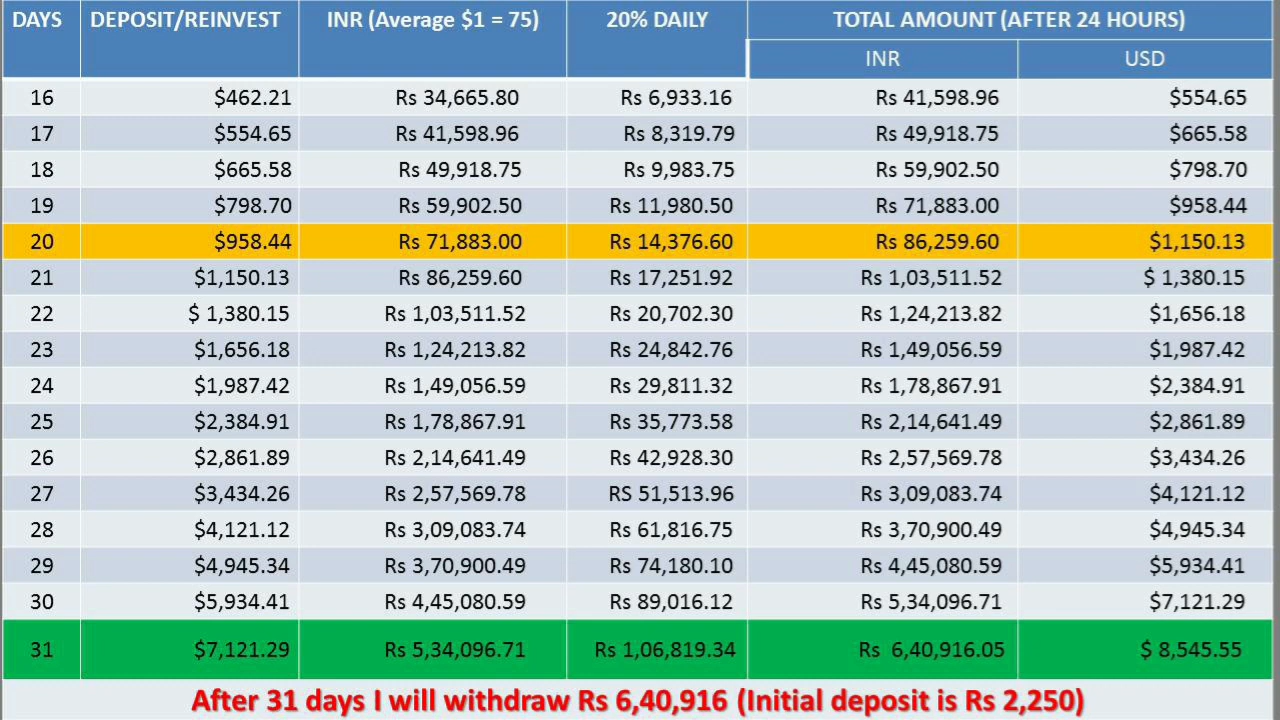 DAYS DEPOSIT/REINVEST INR (Average $1 = 75) 20% DAILY TOTAL AMOUNT (AFTER 24 HOURS)
INR USD
16 $462.21 Rs 34,665.80 Rs 6,933.16 Rs 41,598.96 $554.65
17 $554.65 Rs 41,598.96 Rs 8,319.79 Rs 49,918.75 $665.58
18 $665.58 Rs 49,918.75 Rs 9,983.75 Rs 59,902.50 $798.70
19 $798.70 Rs 59,902.50 Rs 11,980.50 Rs 71,883.00 $958.44
20 $958.44 Rs 71,883.00 Rs 14,376.60 Rs 86,259.60 $1,150.13
21 $1,150.13 Rs 86,259.60 Rs 17,251.92 Rs 1,03,511.52 $ 1,380.15
22 $ 1,380.15 Rs 1,03,511.52 Rs 20,702.30 Rs 1,24,213.82 $1,656.18
23 $1,656.18 Rs 1,24,213.82 Rs 24,842.76 Rs 1,49,056.59 $1,987.42
24 $1,987.42 Rs 1,49,056.59 Rs 29,811.32 Rs 1,78,867.91 $2,384.91
25 $2,384.91 Rs 1,78,867.91 Rs 35,773.58 Rs 2,14,641.49 $2,861.89
26 $2,861.89 Rs 2,14,641.49 Rs 42,928.30 Rs 2,57,569.78 $3,434.26
27 $3,434.26 Rs 2,57,569.78 RS 51,513.96 Rs 3,09,083.74 $4,121.12
28 $4,121.12 Rs 3,09,083.74 Rs 61,816.75 Rs 3,70,900.49 $4,945.34
29 $4,945.34 Rs 3,70,900.49 Rs 74,180.10 Rs 4,45,080.59 $5,934.41
30 $5,934.41 Rs 4,45,080.59 Rs 89,016.12 Rs 5,34,096.71 $7,121.29
31 $7,121.29 Rs 5,34,096.71 Rs 1,06,819.34 Rs 6,40,916.05 $ 8,545.55
After 31 days I will withdraw Rs 6,40,916 (Initial deposit is Rs 2,250)